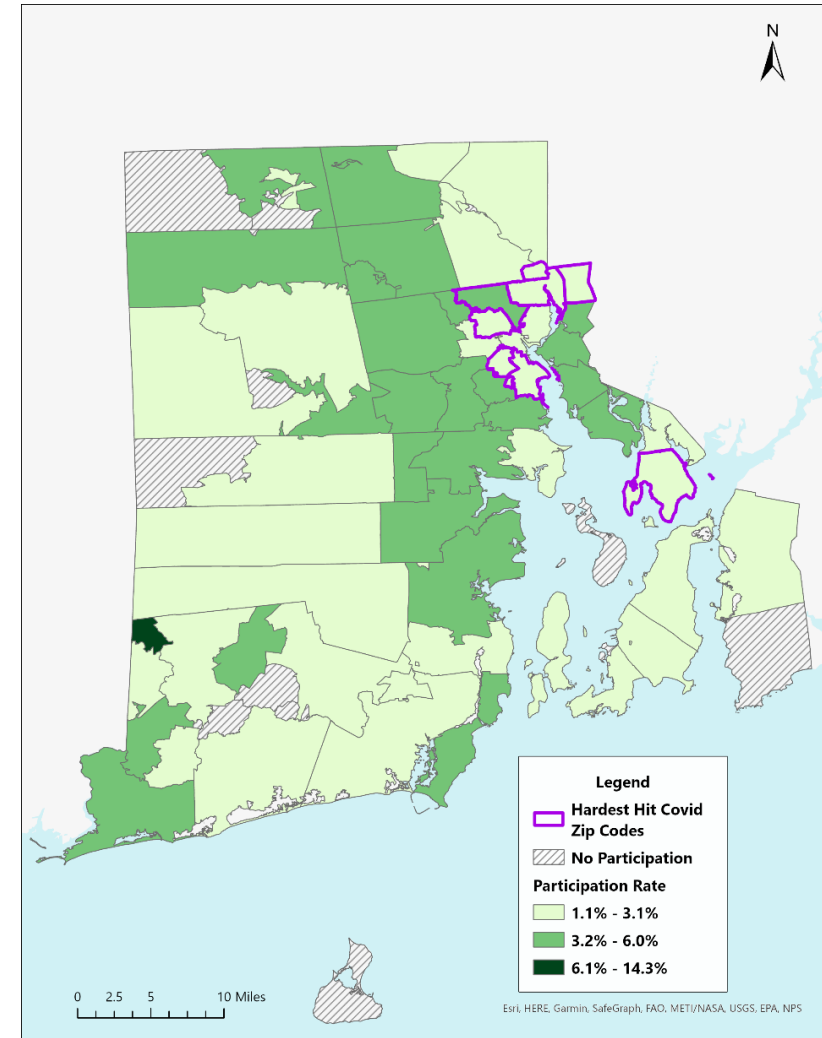 N
Legend
Hardest Hit Covid
Zip Codes
No Participation
Participation Rate
1.1% - 3.1%
3.2% - 6.0%
6.1% - 14.3%
0 2.5 5 10 Miles
Esri, HERE, Garmin, SafeGraph, FAO, METI/NASA, USGS, EPA, NPS